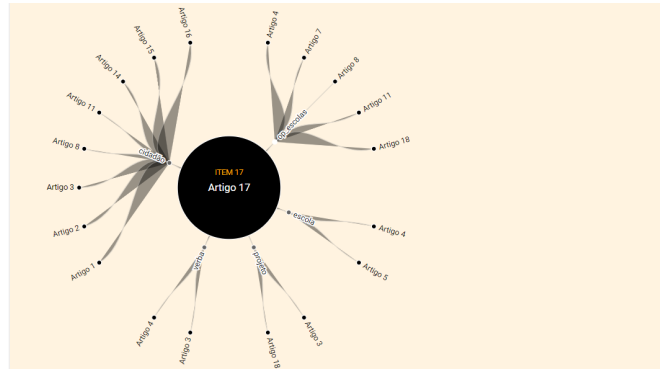 Artigo 16
Artigo 15
Artigo 14
Artigo 11
Artigo 8
Artigo 3
Artigo 2
Artigo 1
cidadão
Artigo 4
Artigo 7
Artigo 8
Artigo 11
Artigo 18
op. escolas
ITEM 17
Artigo 17
escola
Artigo 4
Artigo 5
verba
Artigo 4
Artigo 3
projeto
Artigo 3
Artigo 18